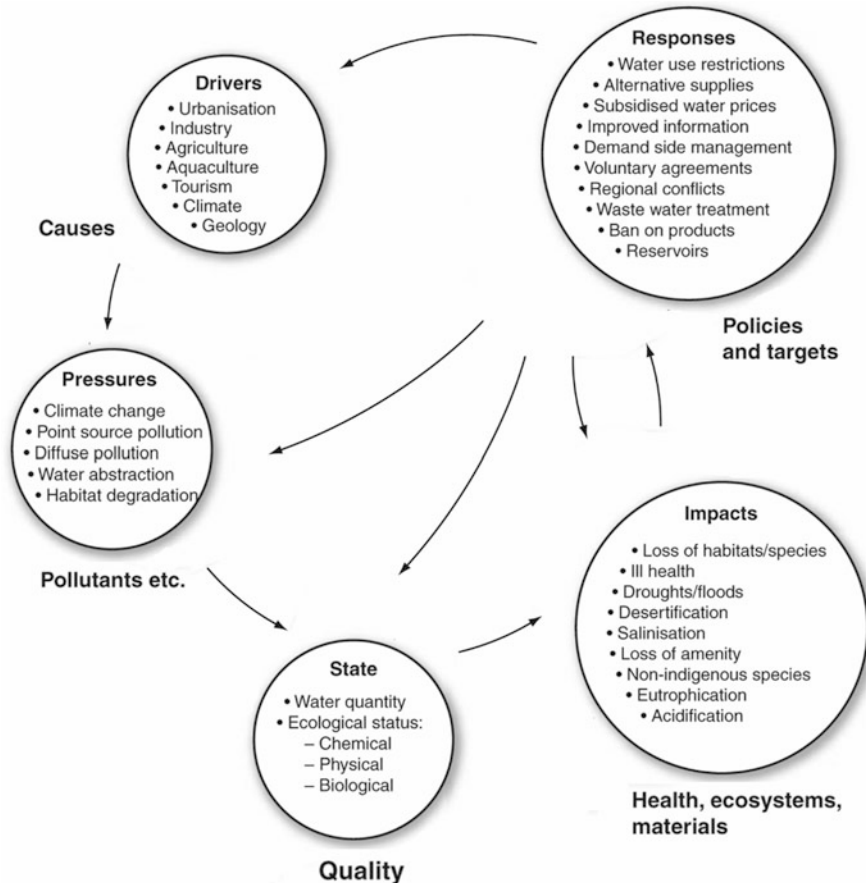 Responses
• Water use restrictions
• Alternative supplies
• Subsidised water prices
• Improved information
• Demand side management
• Voluntary agreements
• Regional conflicts
• Waste water treatment
• Ban on products
• Reservoirs
Policies
and targets
Drivers
• Urbanisation
• Industry
• Agriculture
• Aquaculture
• Tourism
• Climate
• Geology
Causes
Pressures
• Climate change
• Point source pollution
• Diffuse pollution
• Water abstraction
• Habitat degradation
Pollutants etc.
State
• Water quantity
• Ecological status:
– Chemical
– Physical
– Biological
Quality
Impacts
• Loss of habitats/species
• Ill health
• Droughts/floods
• Desertification
• Salinisation
• Loss of amenity
• Non-indigenous species
• Eutrophication
• Acidification
Health, ecosystems,
materials